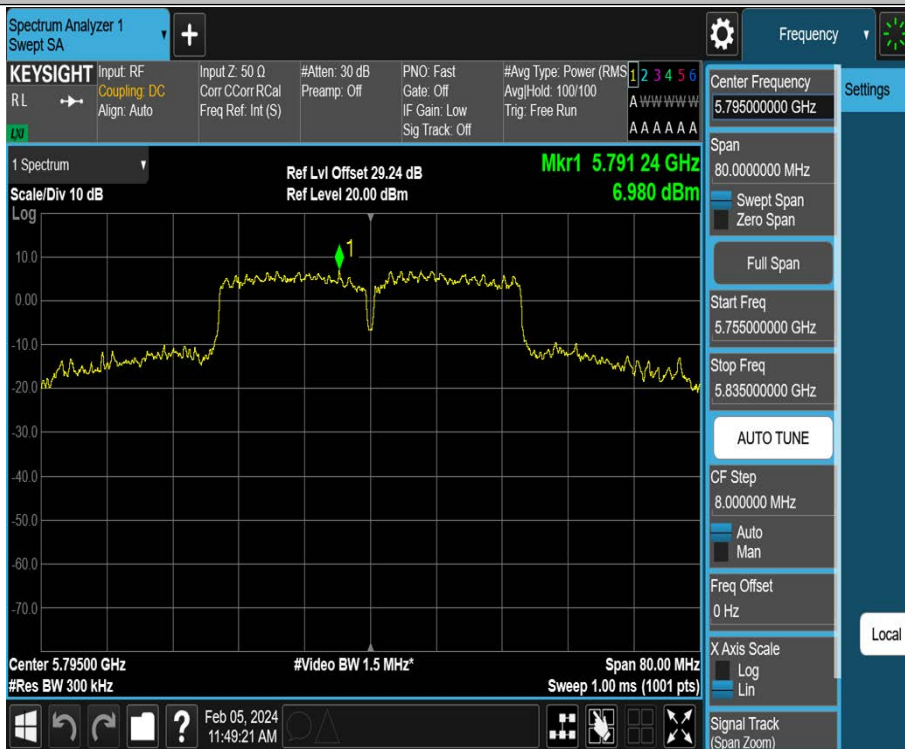 Spectrum Analyzer 1
Swept SA
Frequency
KEYSIGHT
RL
LXI
Input: RF
Coupling: DC
Align: Auto
Input Z: 50 Ω
Corr CCorr RCal
Freq Ref: Int (S)
#Atten: 30 dB
Preamp: Off
PNO: Fast
Gate: Off
IF Gain: Low
Sig Track: Off
#Avg Type: Power (RMS
Avg|Hold: 100/100
Trig: Free Run
1 2 3 4 5 6
A W W W W W
A A A A A A
1 Spectrum
Scale/Div 10 dB
Log
Ref Lvl Offset 29.24 dB
Ref Level 20.00 dBm
Mkr1 5.791 24 GHz
6.980 dBm
1
10.0
0.00
-10.0
-20.0
-30.0
-40.0
-50.0
-60.0
-70.0
Center 5.79500 GHz
#Video BW 1.5 MHz*
Span 80.00 MHz
#Res BW 300 kHz
Sweep 1.00 ms (1001 pts)
?
Feb 05, 2024
11:49:21 AM
Center Frequency
5.795000000 GHz
Span
80.0000000 MHz
Swept Span
Zero Span
Full Span
Start Freq
5.755000000 GHz
Stop Freq
5.835000000 GHz
AUTO TUNE
CF Step
8.000000 MHz
Auto
Man
Freq Offset
0 Hz
X Axis Scale
Log
Lin
Signal Track
(Span Zoom)
Settings
Local